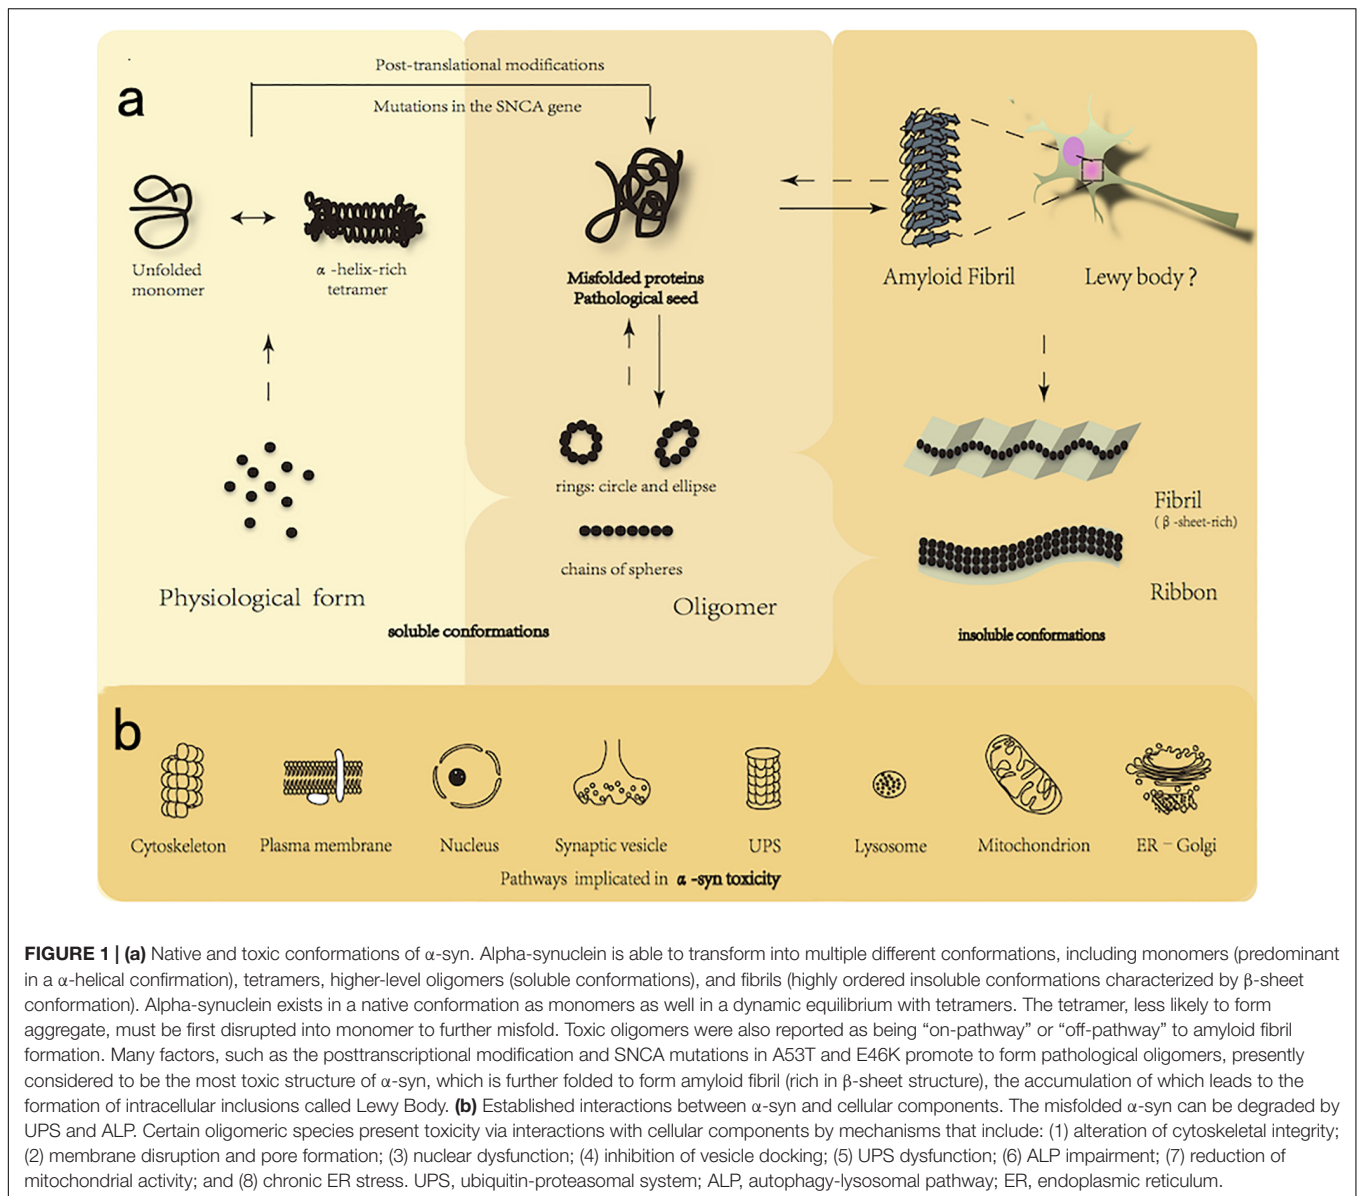 a
Post-translational modifications
Mutations in the SNCA gene
Unfolded
monomer
α -helix-rich
tetramer
Misfolded proteins
Pathological seed
Amyloid Fibril
Lewy body ?
rings: circle and ellipse
chains of spheres
Fibril
( β -sheet-rich)
Ribbon
Physiological form
Oligomer
soluble conformations
insoluble conformations
b
Cytoskeleton
Plasma membrane
Nucleus
Synaptic vesicle
UPS
Lysosome
Mitochondrion
ER – Golgi
Pathways implicated in α -syn toxicity
FIGURE 1 | (a) Native and toxic conformations of α-syn. Alpha-synuclein is able to transform into multiple different conformations, including monomers (predominant
in a α-helical confirmation), tetramers, higher-level oligomers (soluble conformations), and fibrils (highly ordered insoluble conformations characterized by β-sheet
conformation). Alpha-synuclein exists in a native conformation as monomers as well in a dynamic equilibrium with tetramers. The tetramer, less likely to form
aggregate, must be first disrupted into monomer to further misfold. Toxic oligomers were also reported as being “on-pathway” or “off-pathway” to amyloid fibril
formation. Many factors, such as the posttranscriptional modification and SNCA mutations in A53T and E46K promote to form pathological oligomers, presently
considered to be the most toxic structure of α-syn, which is further folded to form amyloid fibril (rich in β-sheet structure), the accumulation of which leads to the
formation of intracellular inclusions called Lewy Body. (b) Established interactions between α-syn and cellular components. The misfolded α-syn can be degraded by
UPS and ALP. Certain oligomeric species present toxicity via interactions with cellular components by mechanisms that include: (1) alteration of cytoskeletal integrity;
(2) membrane disruption and pore formation; (3) nuclear dysfunction; (4) inhibition of vesicle docking; (5) UPS dysfunction; (6) ALP impairment; (7) reduction of
mitochondrial activity; and (8) chronic ER stress. UPS, ubiquitin-proteasomal system; ALP, autophagy-lysosomal pathway; ER, endoplasmic reticulum.